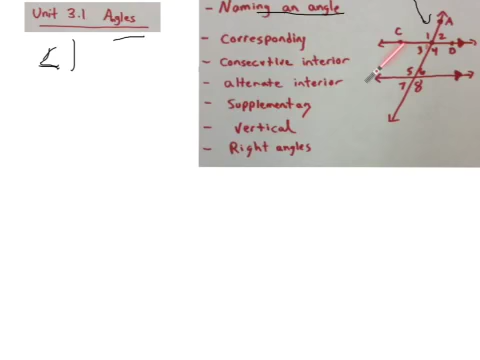 Unit 3.1 Agles
∠1
- Naming an angle
- Corresponding
- Consecutive interior
- alternate interior
- Supplementary
- Vertical
- Right angles
A
C 1 2
3 4 D
5 6
7 8